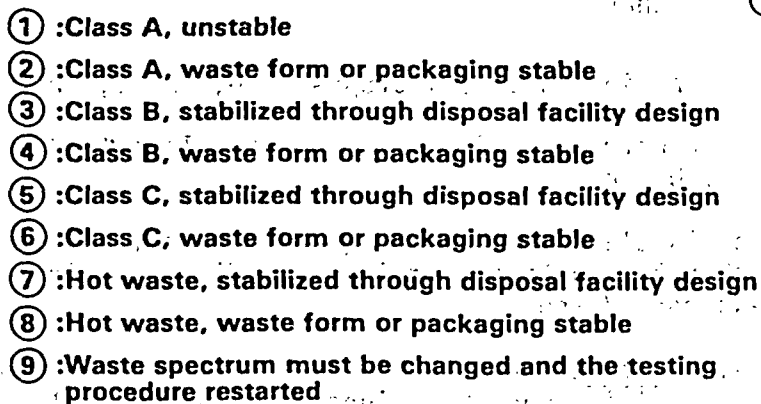 ① :Class A, unstable
② :Class A, waste form or packaging stable
③ :Class B, stabilized through disposal facility design
④ :Class B, waste form or packaging stable
⑤ :Class C, stabilized through disposal facility design
⑥ :Class C, waste form or packaging stable
⑦ :Hot waste, stabilized through disposal facility design
⑧ :Hot waste, waste form or packaging stable
⑨ :Waste spectrum must be changed and the testing
procedure restarted